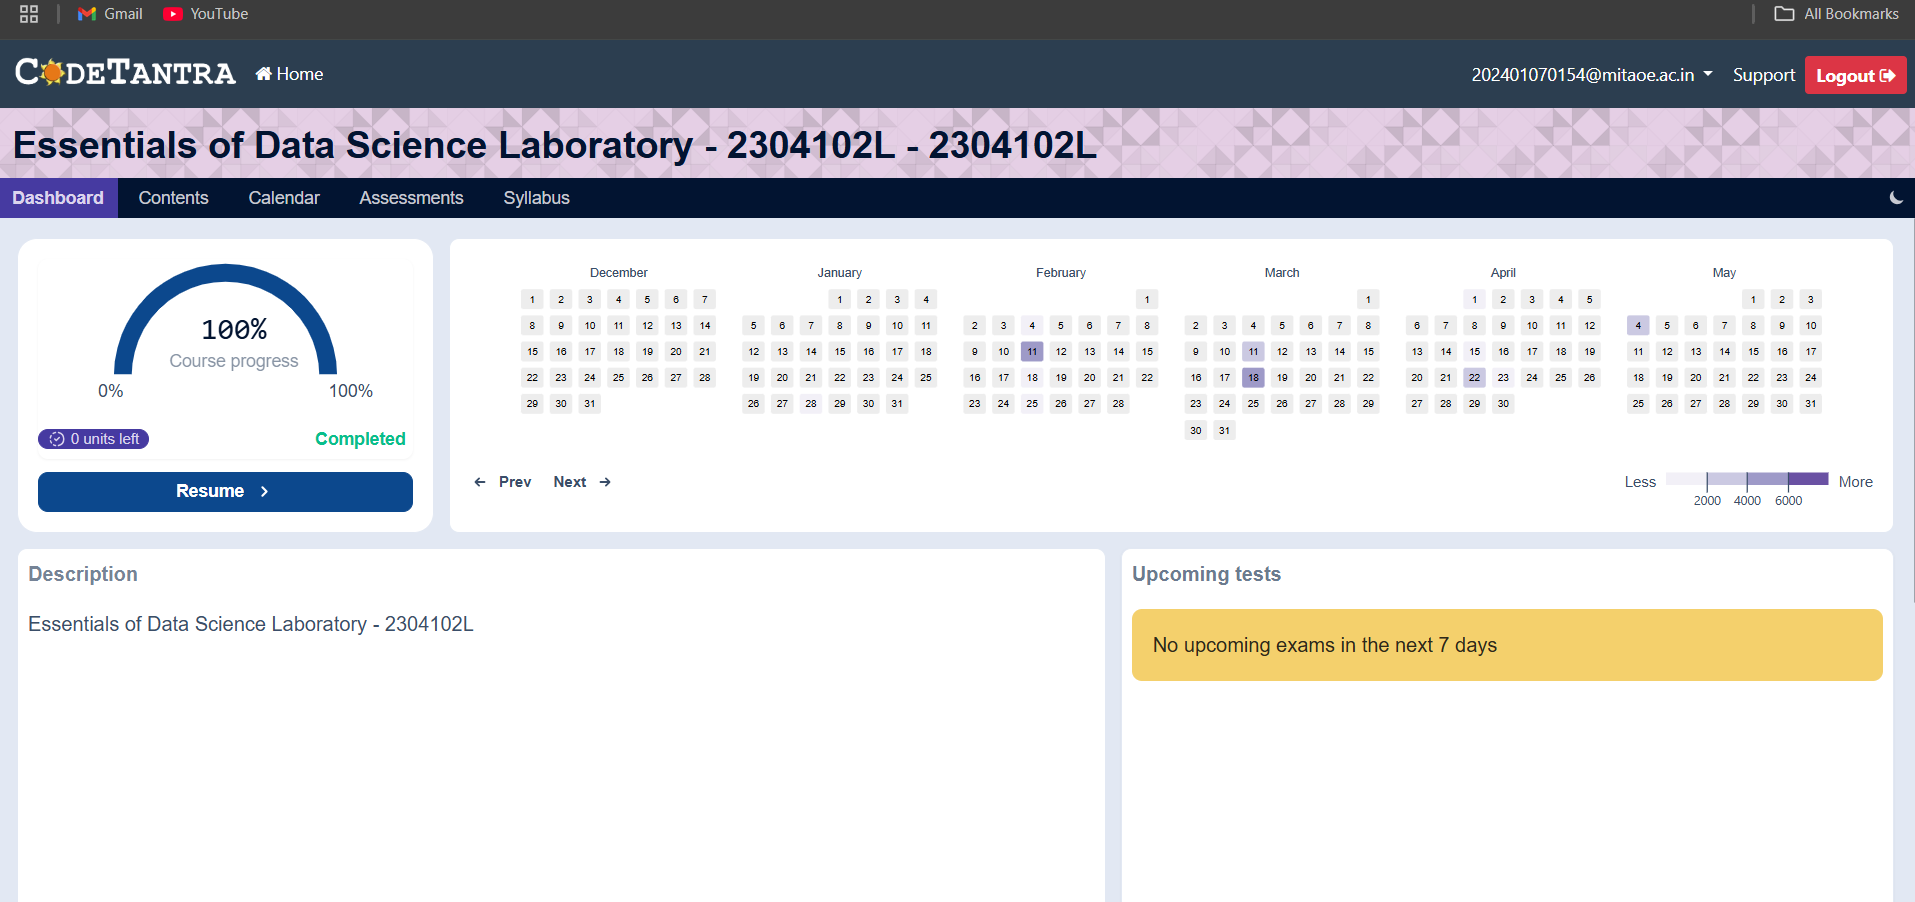 Gmail YouTube All Bookmarks
CODETANTRA Home 202401070154@mitaoe.ac.in Support Logout
Essentials of Data Science Laboratory - 2304102L - 2304102L
Dashboard Contents Calendar Assessments Syllabus
100%
Course progress
0% 100%
0 units left Completed
Resume
December
1 2 3 4 5 6 7
8 9 10 11 12 13 14
15 16 17 18 19 20 21
22 23 24 25 26 27 28
29 30 31
January
1 2 3 4
5 6 7 8 9 10 11
12 13 14 15 16 17 18
19 20 21 22 23 24 25
26 27 28 29 30 31
February
1
2 3 4 5 6 7 8
9 10 11 12 13 14 15
16 17 18 19 20 21 22
23 24 25 26 27 28
March
1
2 3 4 5 6 7 8
9 10 11 12 13 14 15
16 17 18 19 20 21 22
23 24 25 26 27 28 29
30 31
April
1 2 3 4 5
6 7 8 9 10 11 12
13 14 15 16 17 18 19
20 21 22 23 24 25 26
27 28 29 30
May
1 2 3
4 5 6 7 8 9 10
11 12 13 14 15 16 17
18 19 20 21 22 23 24
25 26 27 28 29 30 31
Prev Next
Less More
2000 4000 6000
Description
Essentials of Data Science Laboratory - 2304102L
Upcoming tests
No upcoming exams in the next 7 days